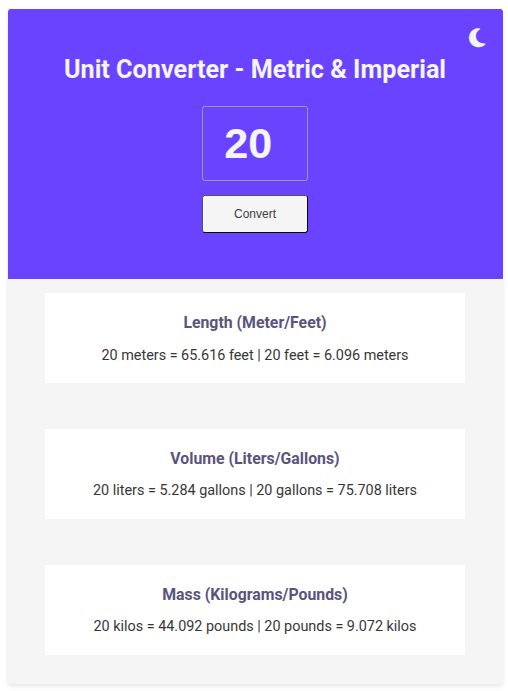 Unit Converter - Metric & Imperial
20
Convert
Length (Meter/Feet)
20 meters = 65.616 feet | 20 feet = 6.096 meters
Volume (Liters/Gallons)
20 liters = 5.284 gallons | 20 gallons = 75.708 liters
Mass (Kilograms/Pounds)
20 kilos = 44.092 pounds | 20 pounds = 9.072 kilos